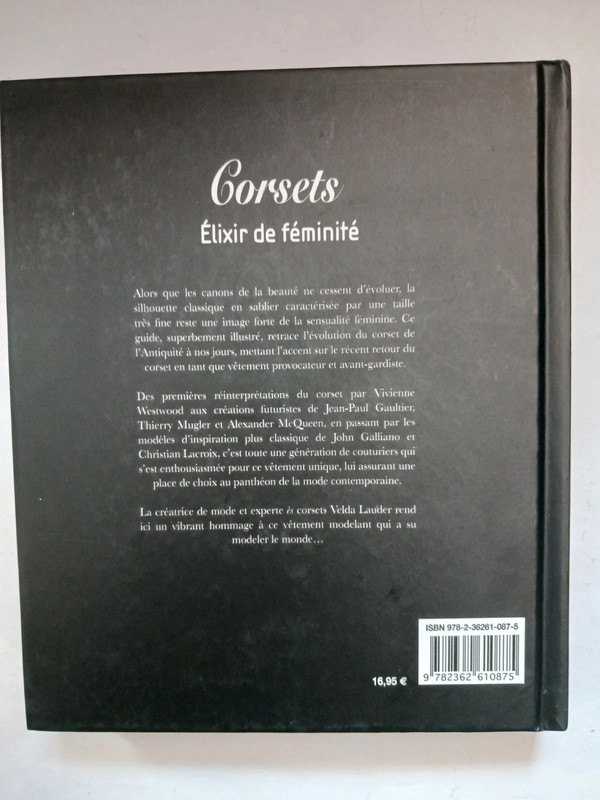 Corsets
Élixir de féminité
Alors que les canons de la beauté ne cessent d'évoluer, la
silhouette classique en sablier caractérisée par une taille
très fine reste une image forte de la sensualité féminine. Ce
guide, superbement illustré, retrace l'évolution du corset de
l'Antiquité à nos jours, mettant l'accent sur le récent retour du
corset en tant que vêtement provocateur et avant-gardiste.
Des premières réinterprétations du corset par Vivienne
Westwood aux créations futuristes de Jean-Paul Gaultier,
Thierry Mugler et Alexander McQueen, en passant par les
modèles d'inspiration plus classique de John Galliano et
Christian Lacroix, c'est toute une génération de couturiers qui
s'est enthousiasmée pour ce vêtement unique, lui assurant une
place de choix au panthéon de la mode contemporaine.
La créatrice de mode et experte ès corsets Velda Lauder rend
ici un vibrant hommage à ce vêtement modelant qui a su
modeler le monde…
ISBN 978-2-36261-087-5
16,95 €
9 782362 610875